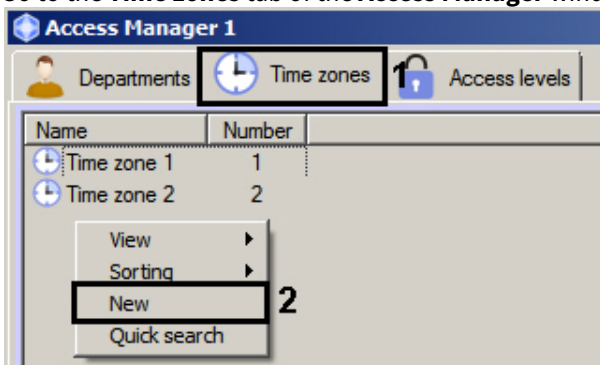 Access Manager 1
Departments Time zones 1 Access levels
Name Number
Time zone 1 1
Time zone 2 2
View
Sorting
New 2
Quick search